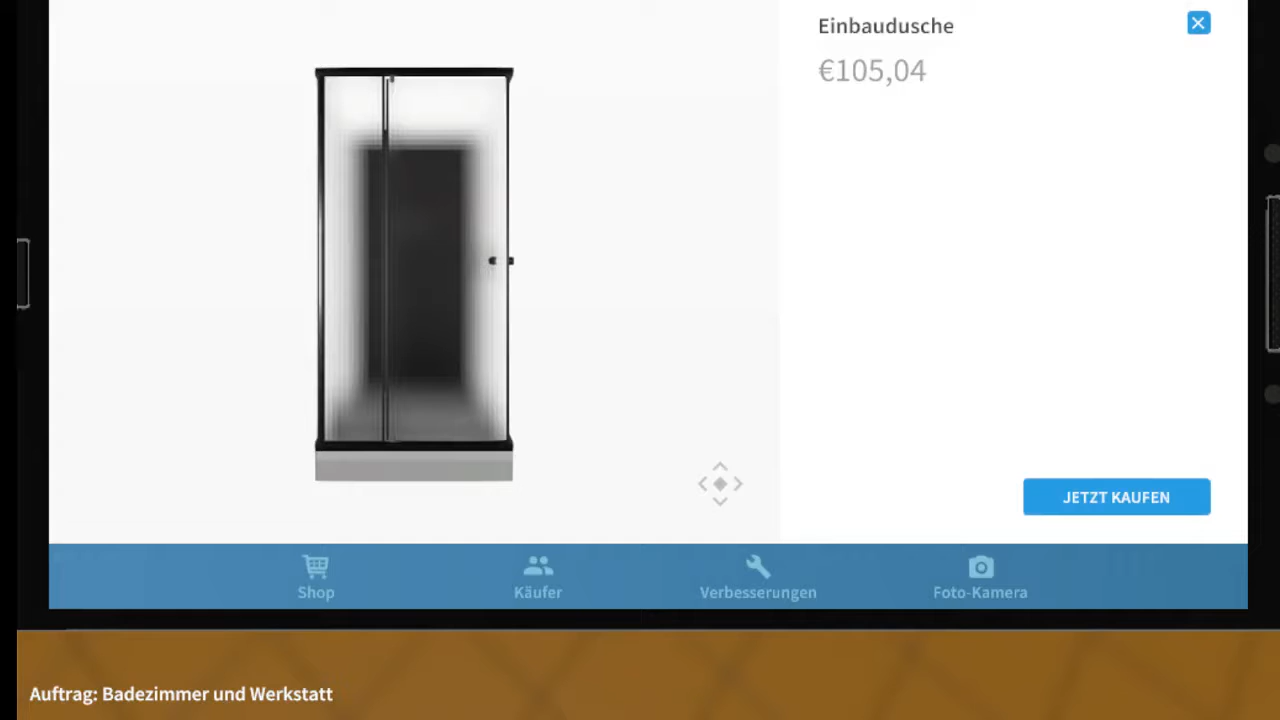 Einbaudusche
€105,04
JETZT KAUFEN
Shop
Käufer
Verbesserungen
Foto-Kamera
Auftrag: Badezimmer und Werkstatt